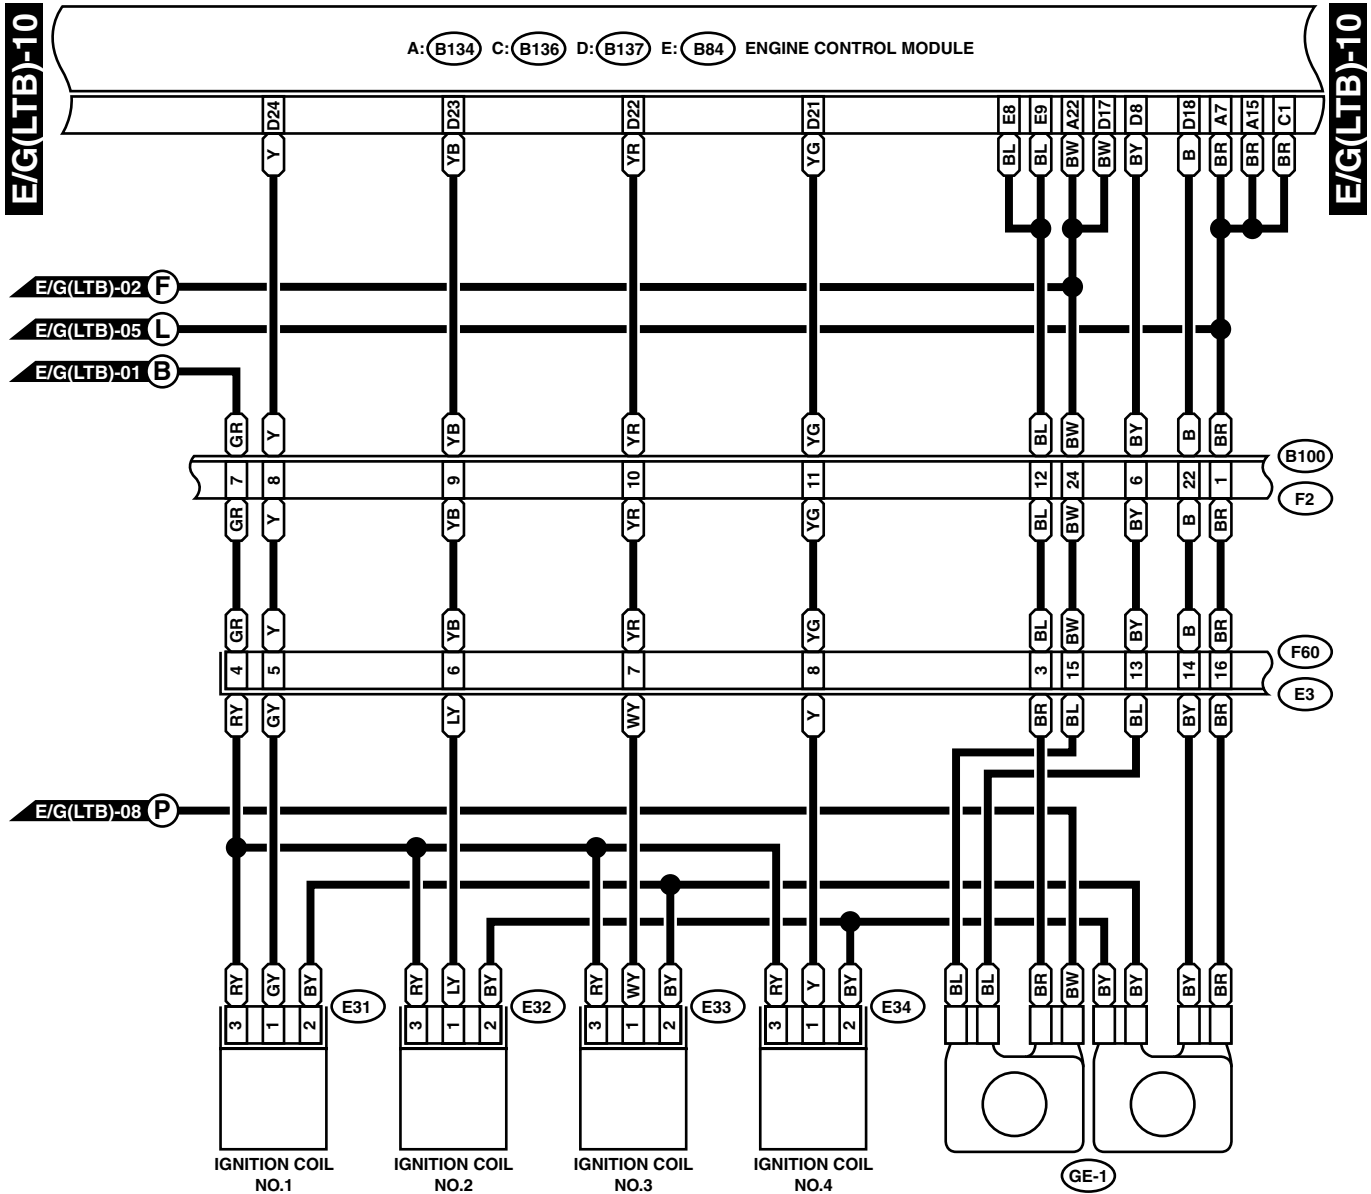 E/G(LTB)-10
E/G(LTB)-10
A: B134 C: B136 D: B137 E: B84 ENGINE CONTROL MODULE
D24 D23 D22 D21 E8 E9 A22 D17 D8 D18 A7 A15 C1
Y YB YR YG BL BL BW BW BY B BR BR BR
E/G(LTB)-02 F
E/G(LTB)-05 L
E/G(LTB)-01 B
GR Y YB YR YG BL BW BY B BR
B100
7 8 9 10 11 12 24 6 22 1
F2
GR Y YB YR YG BL BW BY B BR
GR Y YB YR YG BL BW BY B BR
F60
4 5 6 7 8 3 15 13 14 16
E3
RY GY LY WY Y BR BL BL BY BR
E/G(LTB)-08 P
RY GY BY RY LY BY RY WY BY RY Y BY BL BL BR BW BY BY BY BR
E31 E32 E33 E34
3 1 2 3 1 2 3 1 2 3 1 2
IGNITION COIL IGNITION COIL IGNITION COIL IGNITION COIL
NO.1 NO.2 NO.3 NO.4
GE-1